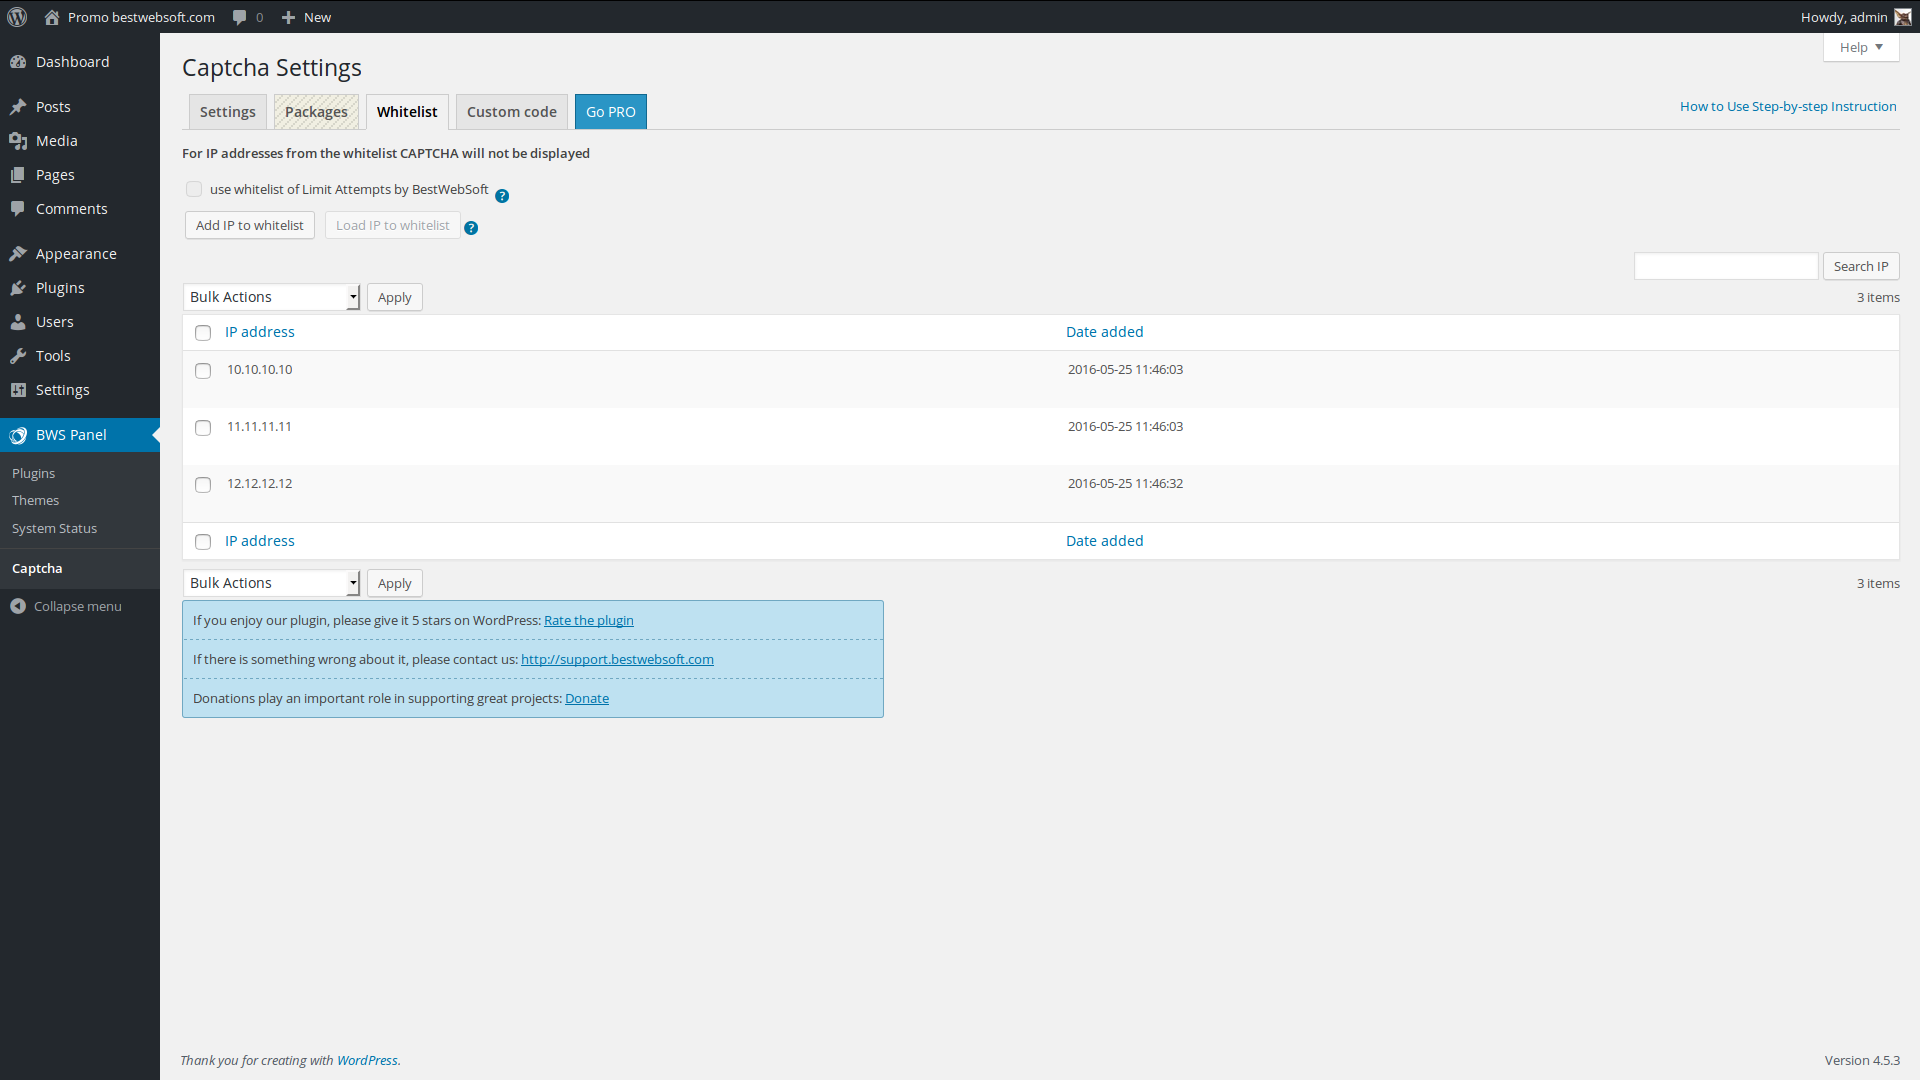 Promo bestwebsoft.com
0
New
Howdy, admin
Dashboard
Posts
Media
Pages
Comments
Appearance
Plugins
Users
Tools
Settings
BWS Panel
Plugins
Themes
System Status
Captcha
Collapse menu
Help
Captcha Settings
Settings
Packages
Whitelist
Custom code
Go PRO
How to Use Step-by-step Instruction
For IP addresses from the whitelist CAPTCHA will not be displayed
use whitelist of Limit Attempts by BestWebSoft ?
Add IP to whitelist
Load IP to whitelist ?
Search IP
Bulk Actions
Apply
3 items
IP address Date added
10.10.10.10 2016-05-25 11:46:03
11.11.11.11 2016-05-25 11:46:03
12.12.12.12 2016-05-25 11:46:32
IP address Date added
Bulk Actions
Apply
3 items
If you enjoy our plugin, please give it 5 stars on WordPress: Rate the plugin
If there is something wrong about it, please contact us: http://support.bestwebsoft.com
Donations play an important role in supporting great projects: Donate
Thank you for creating with WordPress.
Version 4.5.3